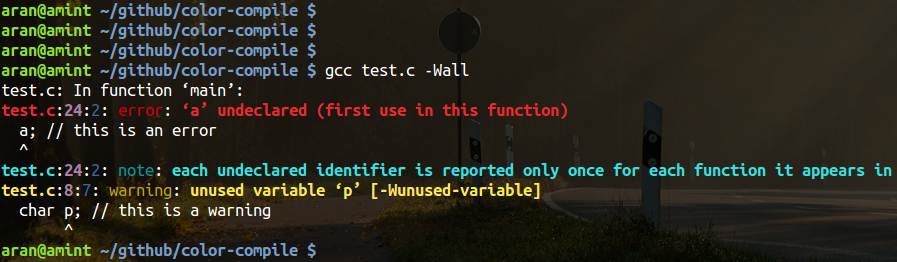 aran@amint ~/github/color-compile $
aran@amint ~/github/color-compile $
aran@amint ~/github/color-compile $
aran@amint ~/github/color-compile $ gcc test.c -Wall
test.c: In function ‘main’:
test.c:24:2: error: ‘a’ undeclared (first use in this function)
  a; // this is an error
  ^
test.c:24:2: note: each undeclared identifier is reported only once for each function it appears in
test.c:8:7: warning: unused variable ‘p’ [-Wunused-variable]
  char p; // this is a warning
       ^
aran@amint ~/github/color-compile $